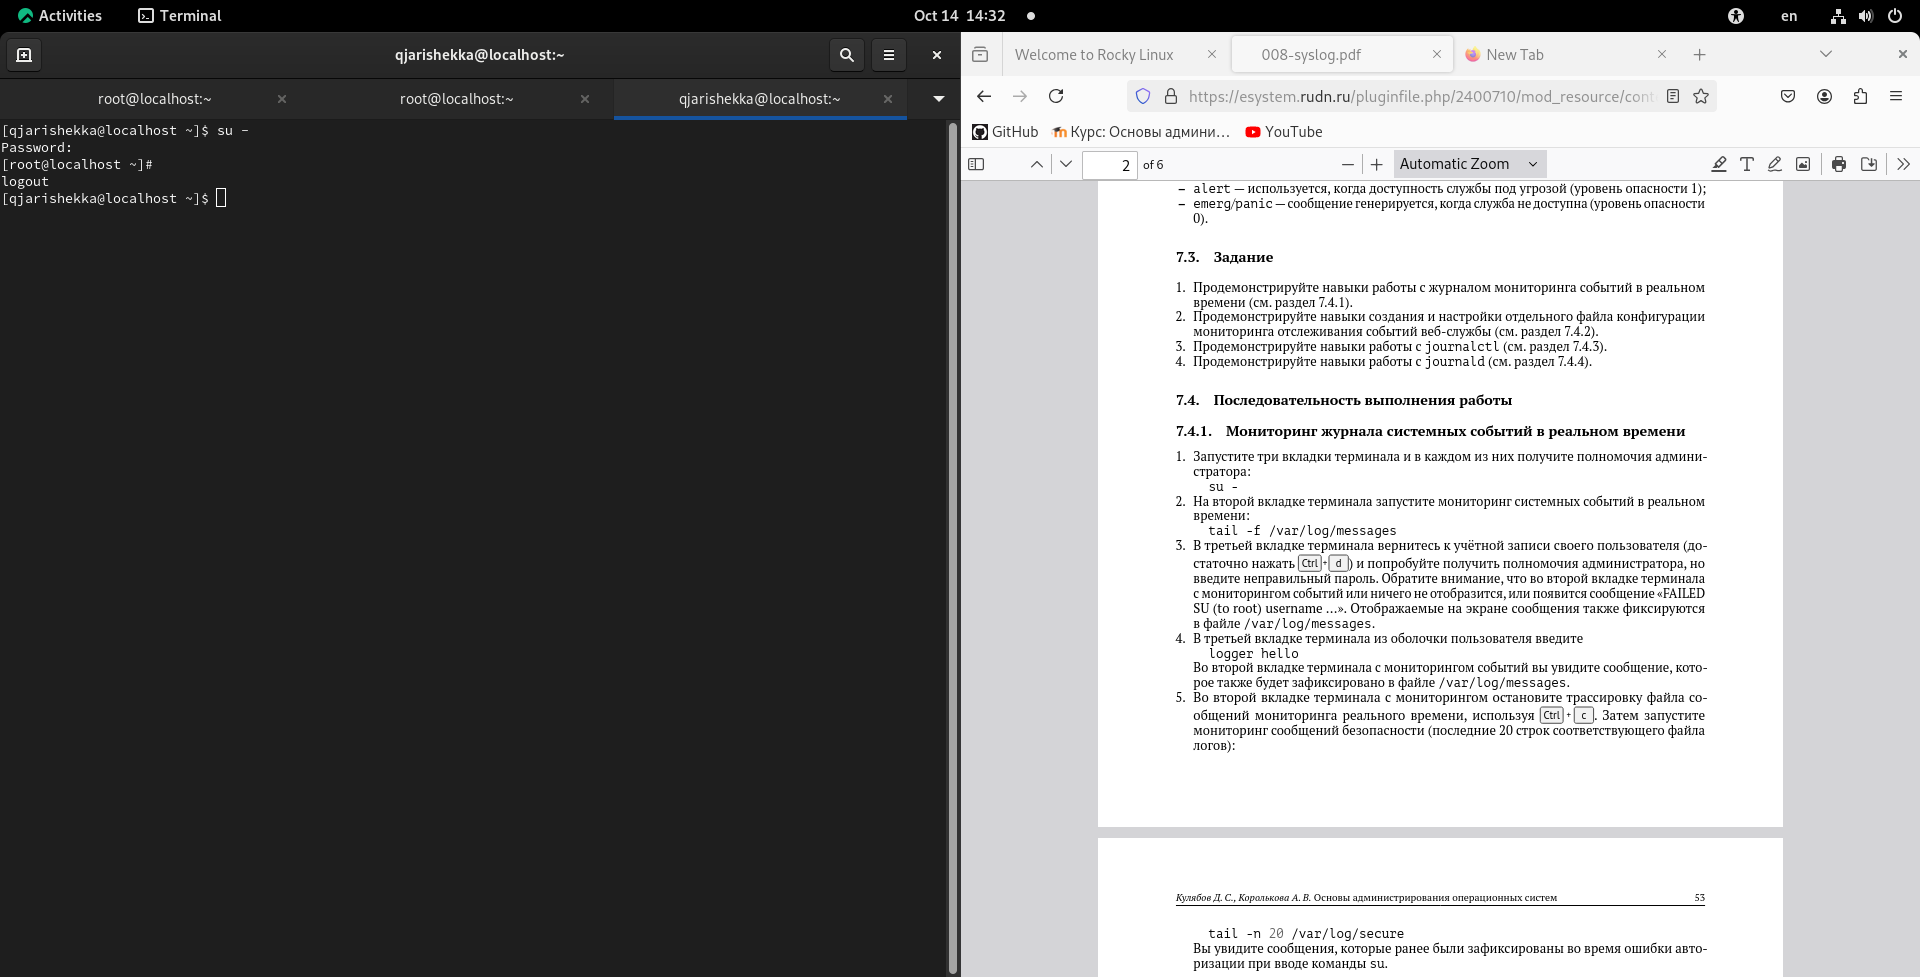 Activities Terminal Oct 14 14:32 en
qjarishekka@localhost:~
root@localhost:~ root@localhost:~ qjarishekka@localhost:~
[qjarishekka@localhost ~]$ su -
Password:
[root@localhost ~]#
logout
[qjarishekka@localhost ~]$
Welcome to Rocky Linux 008-syslog.pdf New Tab
https://esystem.rudn.ru/pluginfile.php/2400710/mod_resource/cont
GitHub Курс: Основы админи… YouTube
2 of 6 Automatic Zoom
– alert — используется, когда доступность службы под угрозой (уровень опасности 1);
– emerg/panic — сообщение генерируется, когда служба не доступна (уровень опасности
0).
7.3. Задание
1. Продемонстрируйте навыки работы с журналом мониторинга событий в реальном
времени (см. раздел 7.4.1).
2. Продемонстрируйте навыки создания и настройки отдельного файла конфигурации
мониторинга отслеживания событий веб-службы (см. раздел 7.4.2).
3. Продемонстрируйте навыки работы с journalctl (см. раздел 7.4.3).
4. Продемонстрируйте навыки работы с journald (см. раздел 7.4.4).
7.4. Последовательность выполнения работы
7.4.1. Мониторинг журнала системных событий в реальном времени
1. Запустите три вкладки терминала и в каждом из них получите полномочия админи-
стратора:
su -
2. На второй вкладке терминала запустите мониторинг системных событий в реальном
времени:
tail -f /var/log/messages
3. В третьей вкладке терминала вернитесь к учётной записи своего пользователя (до-
статочно нажать Ctrl + d ) и попробуйте получить полномочия администратора, но
введите неправильный пароль. Обратите внимание, что во второй вкладке терминала
с мониторингом событий или ничего не отобразится, или появится сообщение «FAILED
SU (to root) username …». Отображаемые на экране сообщения также фиксируются
в файле /var/log/messages.
4. В третьей вкладке терминала из оболочки пользователя введите
logger hello
Во второй вкладке терминала с мониторингом событий вы увидите сообщение, кото-
рое также будет зафиксировано в файле /var/log/messages.
5. Во второй вкладке терминала с мониторингом остановите трассировку файла со-
общений мониторинга реального времени, используя Ctrl + c . Затем запустите
мониторинг сообщений безопасности (последние 20 строк соответствующего файла
логов):
Кулябов Д. С., Королькова А. В. Основы администрирования операционных систем 53
tail -n 20 /var/log/secure
Вы увидите сообщения, которые ранее были зафиксированы во время ошибки авто-
ризации при вводе команды su.